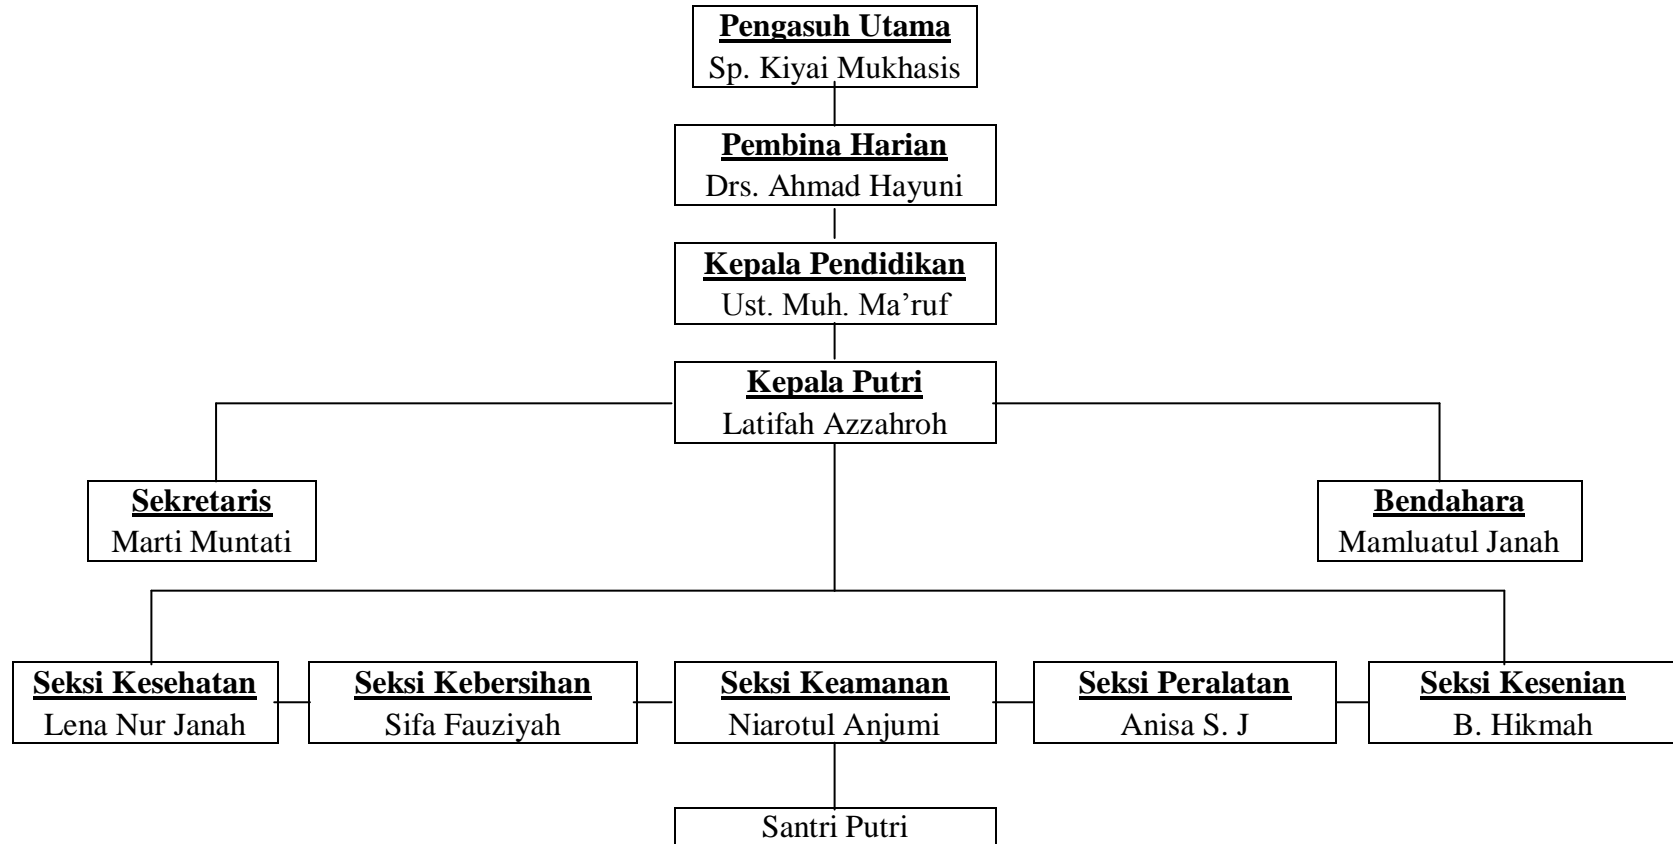 Pengasuh Utama
Sp. Kiyai Mukhasis
Pembina Harian
Drs. Ahmad Hayuni
Kepala Pendidikan
Ust. Muh. Ma’ruf
Kepala Putri
Latifah Azzahroh
Sekretaris
Marti Muntati
Bendahara
Mamluatul Janah
Seksi Kesehatan
Lena Nur Janah
Seksi Kebersihan
Sifa Fauziyah
Seksi Keamanan
Niarotul Anjumi
Seksi Peralatan
Anisa S. J
Seksi Kesenian
B. Hikmah
Santri Putri